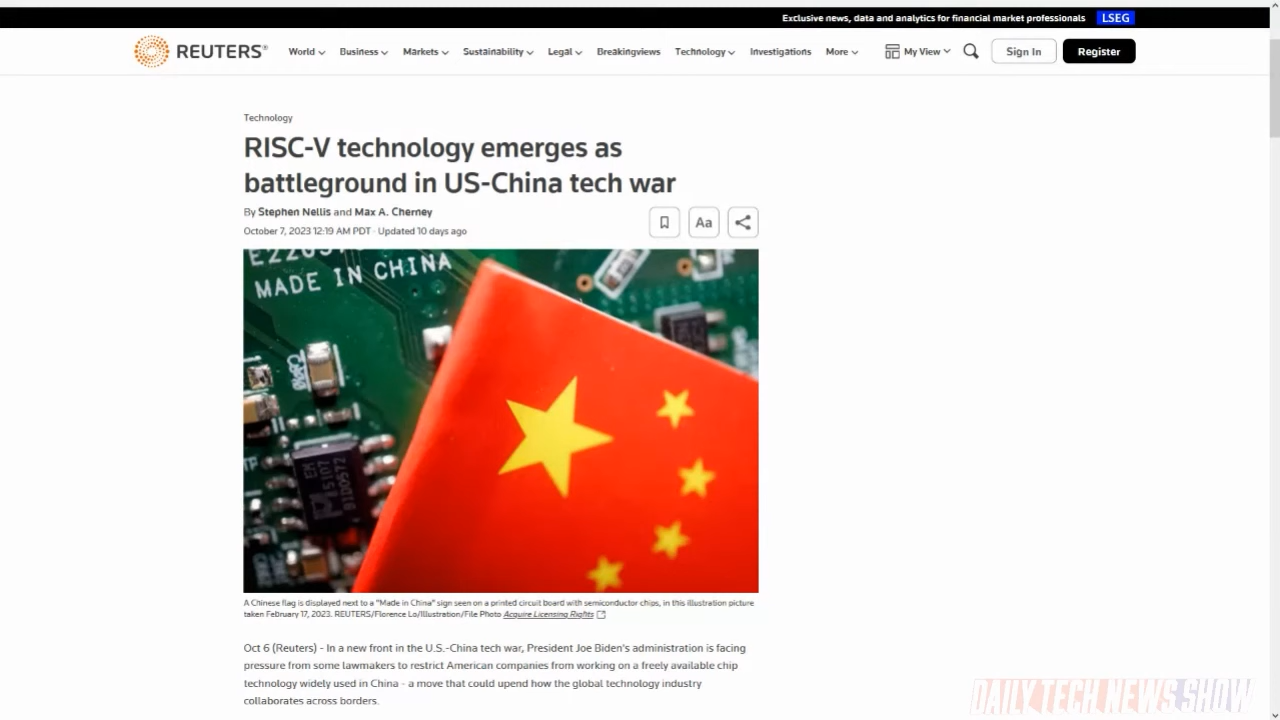 Exclusive news, data and analytics for financial market professionals LSEG
REUTERS® World Business Markets Sustainability Legal Breakingviews Technology Investigations More My View Sign In Register
Technology
RISC-V technology emerges as
battleground in US-China tech war
By Stephen Nellis and Max A. Cherney
October 7, 2023 12:19 AM PDT · Updated 10 days ago
Aa
MADE IN CHINA
EM
5107
9100572
A Chinese flag is displayed next to a "Made in China" sign seen on a printed circuit board with semiconductor chips, in this illustration picture
taken February 17, 2023. REUTERS/Florence Lo/Illustration/File Photo Acquire Licensing Rights
Oct 6 (Reuters) - In a new front in the U.S.-China tech war, President Joe Biden's administration is facing
pressure from some lawmakers to restrict American companies from working on a freely available chip
technology widely used in China - a move that could upend how the global technology industry
collaborates across borders.
DAILY TECH NEWS SHOW